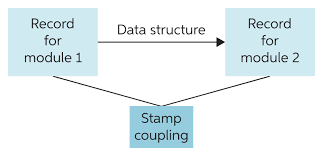 Record
for
module 1
Data structure
Record
for
module 2
Stamp
coupling